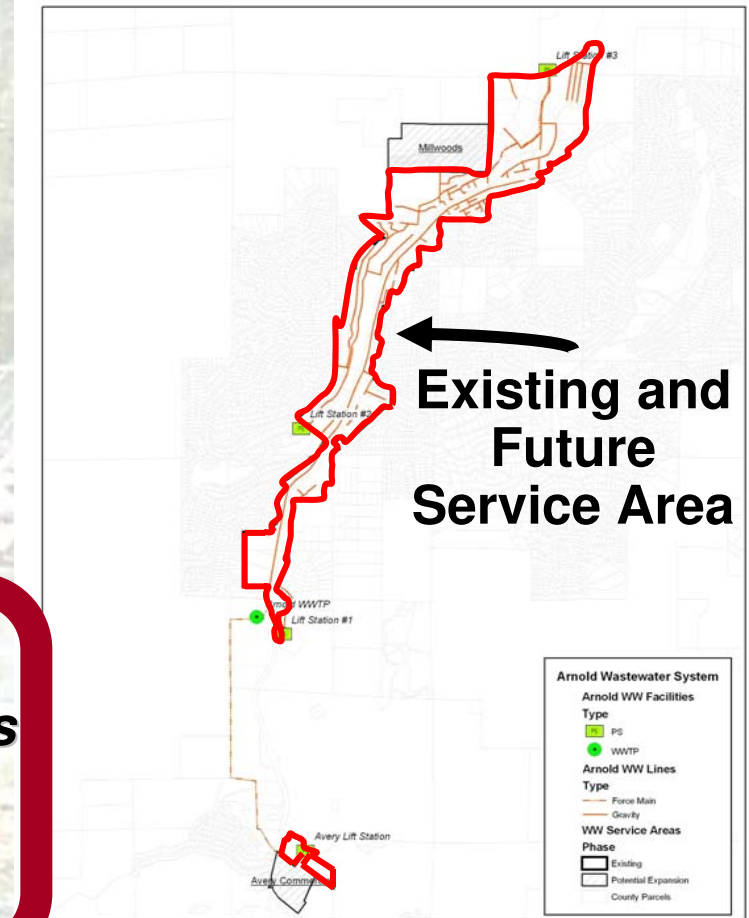 Lift Station #3
Millwoods
Existing and
Future
Service Area
Lift Station #2
WWTP
Lift Station #1
s
Arnold Wastewater System
Arnold WW Facilities
Type
PS PS
WWTP
Arnold WW Lines
Type
Force Main
Gravity
WW Service Areas
Phase
Existing
Potential Expansion
County Parcels
Avery Lift Station
Avery